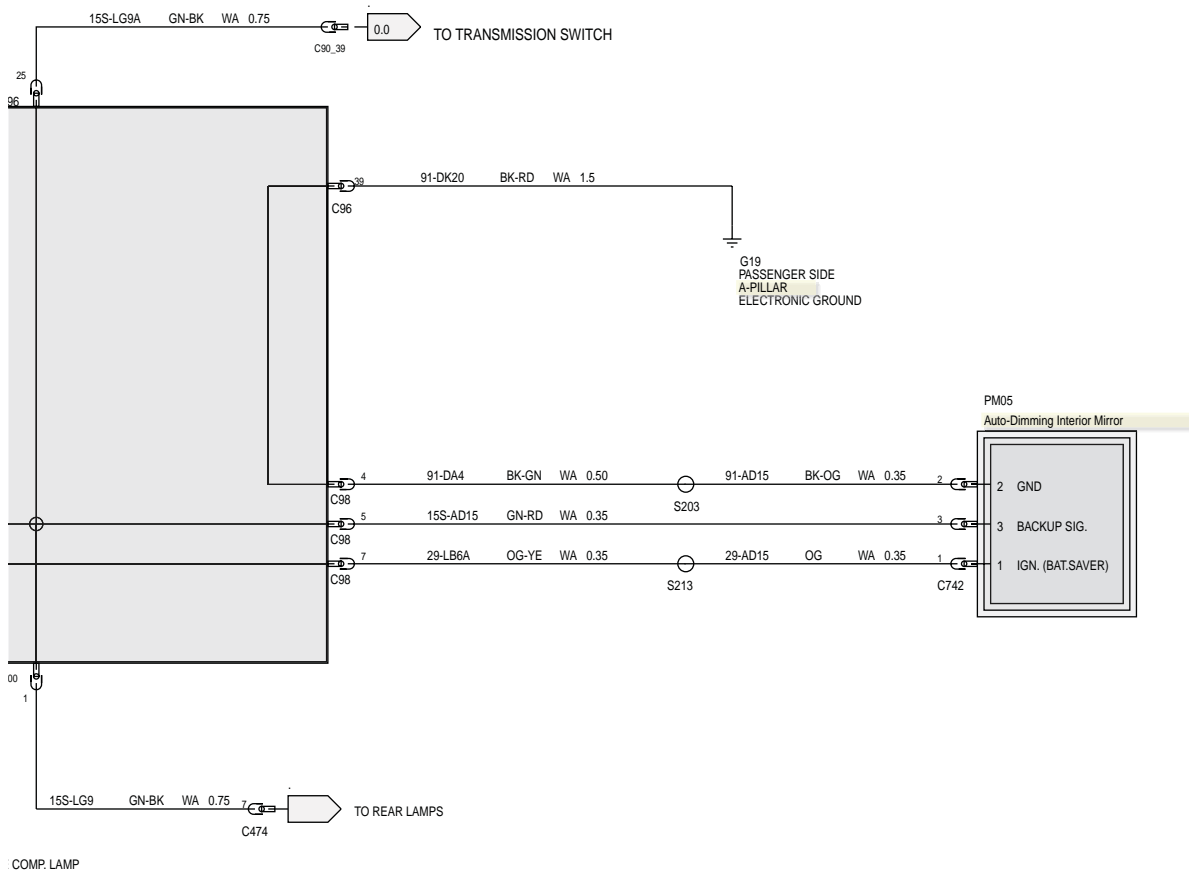 15S-LG9A GN-BK WA 0.75
0.0
TO TRANSMISSION SWITCH
C90_39
25
96
91-DK20 BK-RD WA 1.5
39
C96
G19
PASSENGER SIDE
A-PILLAR
ELECTRONIC GROUND
PM05
Auto-Dimming Interior Mirror
4 91-DA4 BK-GN WA 0.50 91-AD15 BK-OG WA 0.35 2
2 GND
C98
S203
5 15S-AD15 GN-RD WA 0.35 3
3 BACKUP SIG.
C98
7 29-LB6A OG-YE WA 0.35 29-AD15 OG WA 0.35 1
1 IGN. (BAT.SAVER)
C98
S213
C742
00
1
15S-LG9 GN-BK WA 0.75 7
TO REAR LAMPS
C474
COMP. LAMP